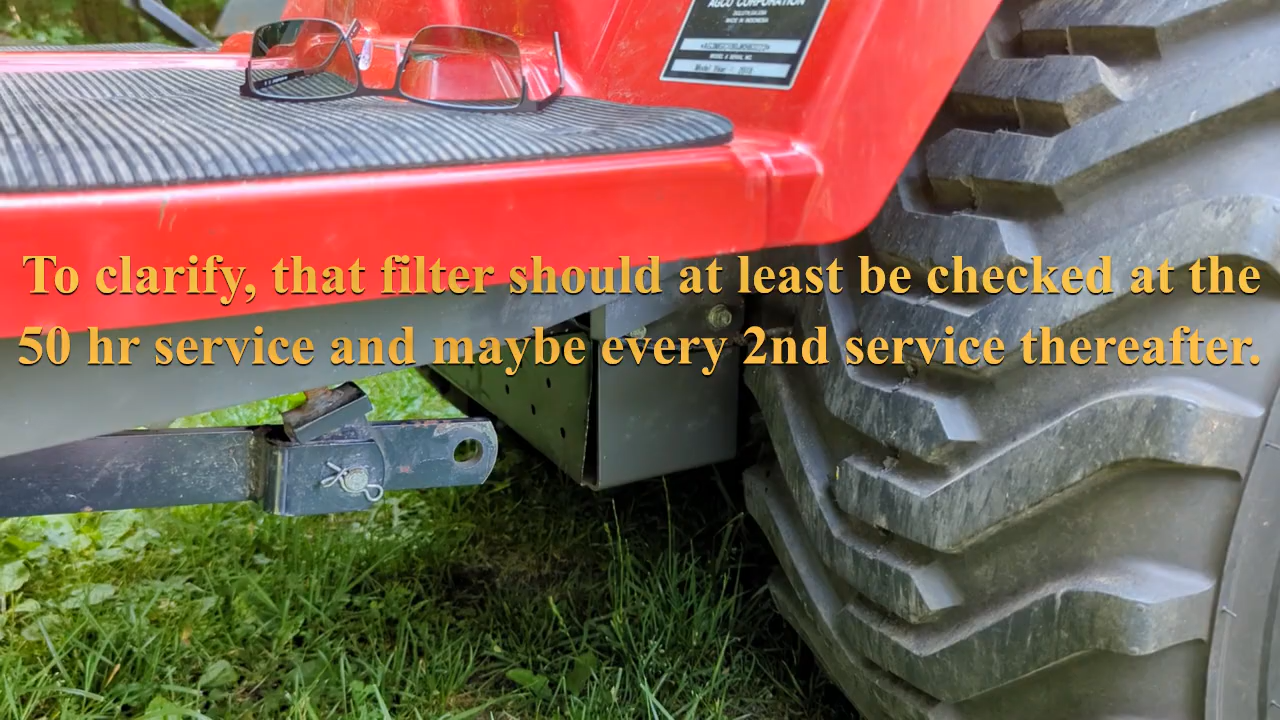 AGCO CORPORATION
MADE IN INDONESIA
To clarify, that filter should at least be checked at the
50 hr service and maybe every 2nd service thereafter.